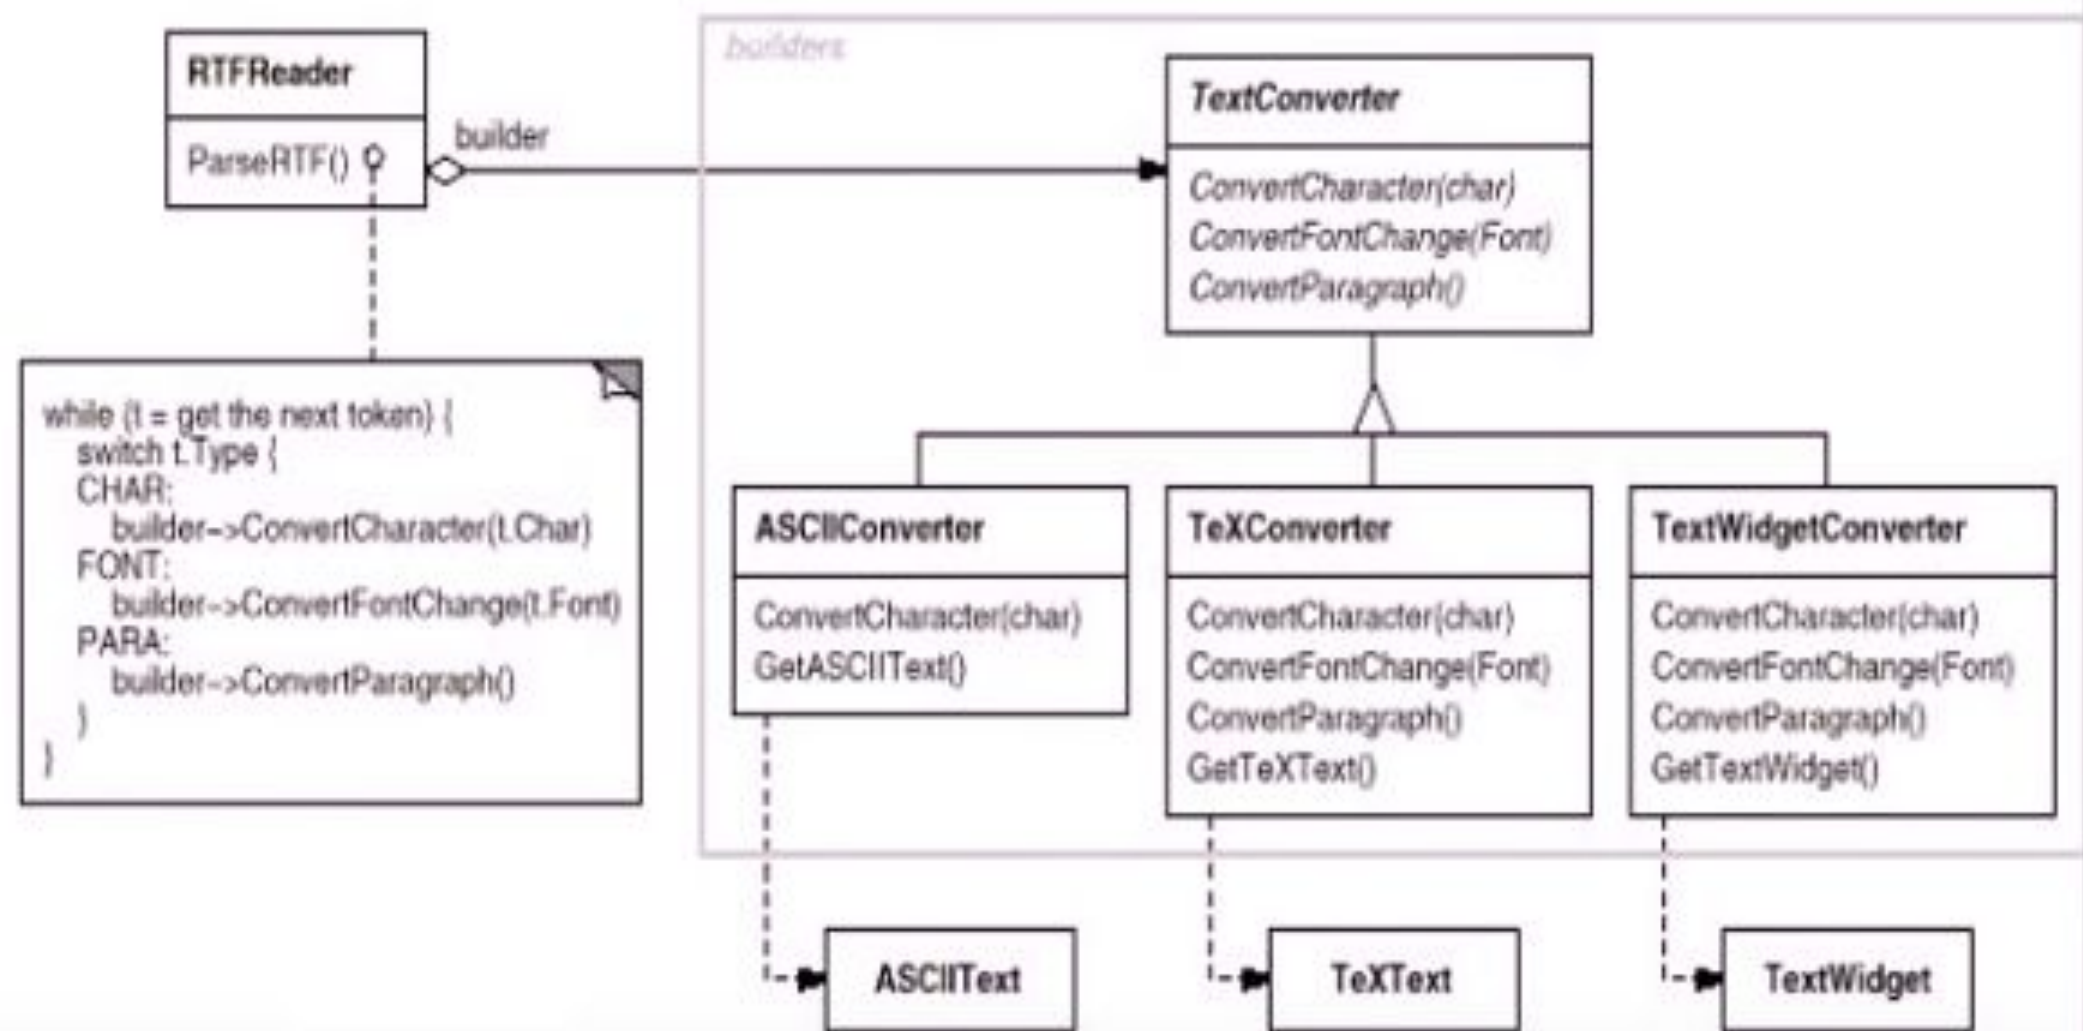 RTFReader
ParseRTF()
builder
builders
TextConverter
ConvertCharacter(char)
ConvertFontChange(Font)
ConvertParagraph()
while (t = get the next token) {
switch t.Type {
CHAR:
builder->ConvertCharacter(t.Char)
FONT:
builder->ConvertFontChange(t.Font)
PARA:
builder->ConvertParagraph()
}
}
ASCIIConverter
ConvertCharacter(char)
GetASCIIText()
TeXConverter
ConvertCharacter(char)
ConvertFontChange(Font)
ConvertParagraph()
GetTeXText()
TextWidgetConverter
ConvertCharacter(char)
ConvertFontChange(Font)
ConvertParagraph()
GetTextWidget()
ASCIIText
TeXText
TextWidget